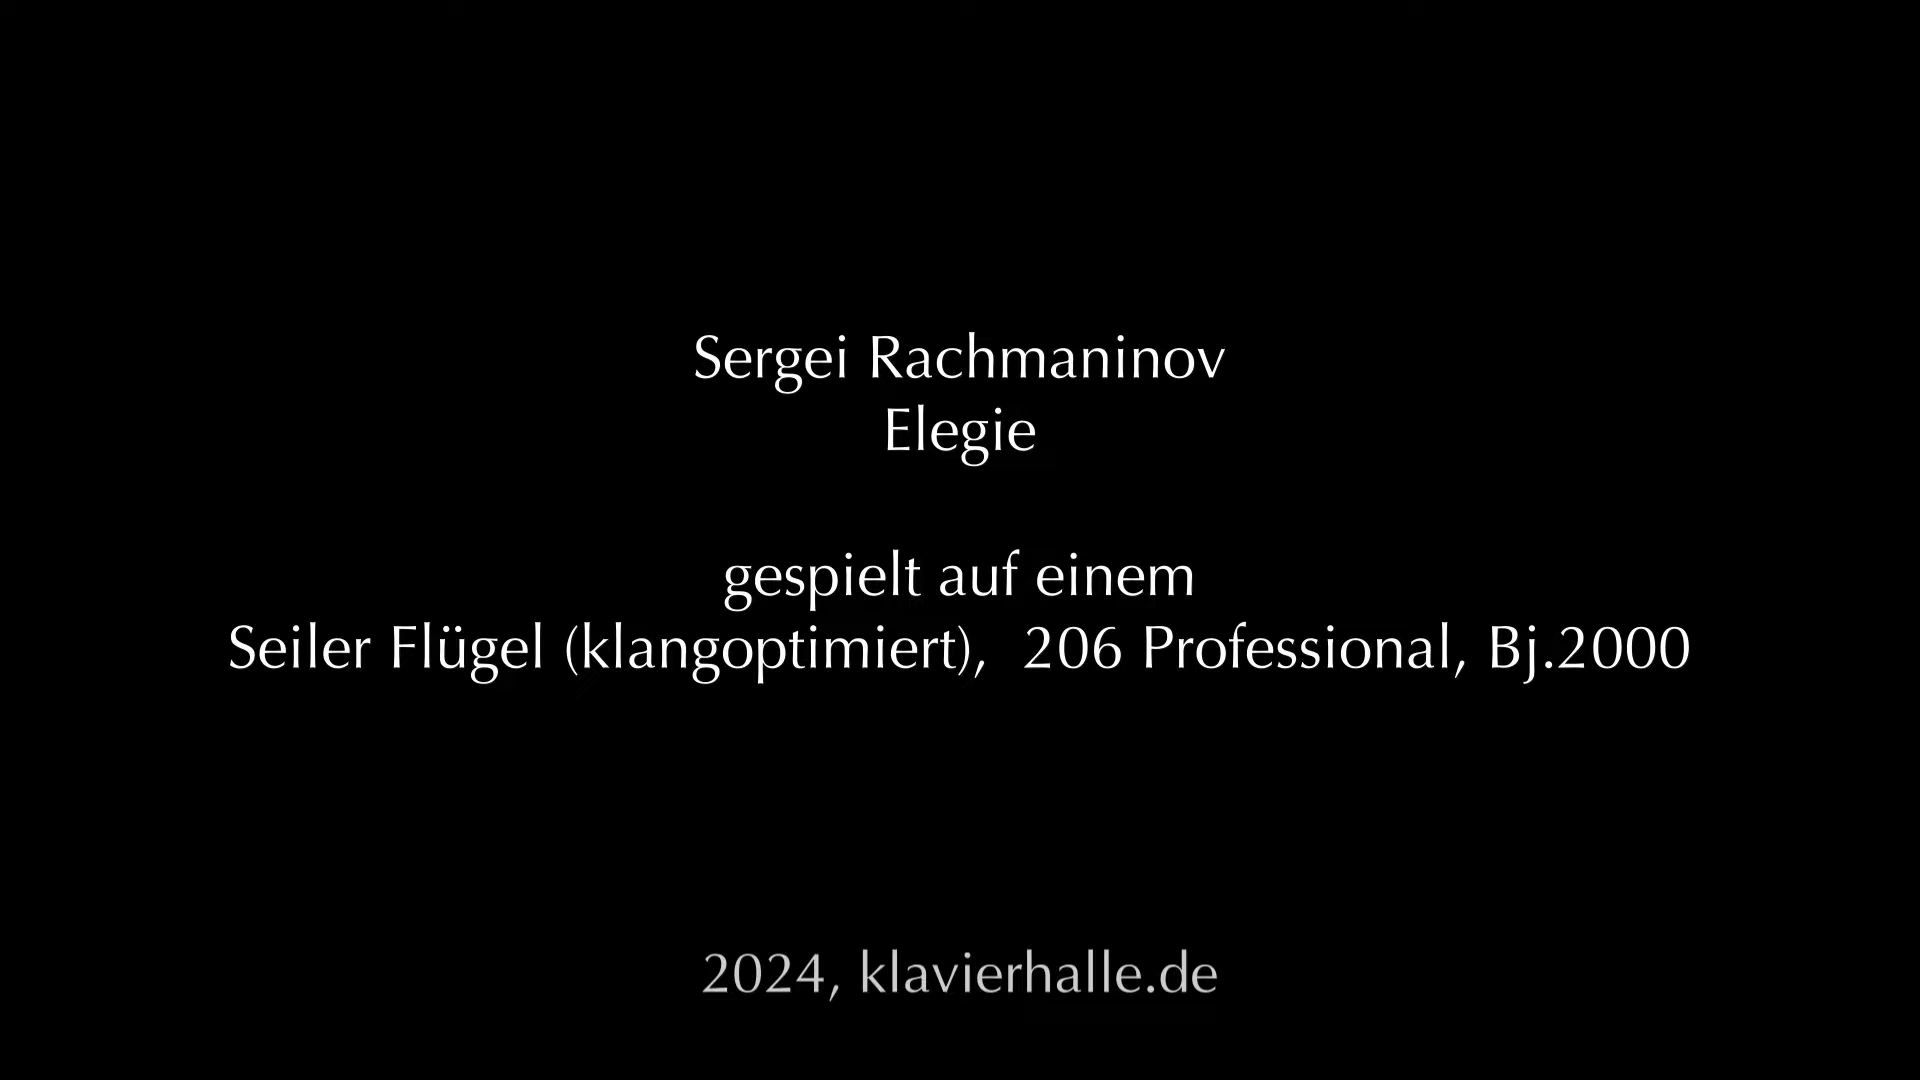 Sergei Rachmaninov
Elegie
gespielt auf einem
Seiler Flügel (klangoptimiert),  206 Professional, Bj.2000
2024, klavierhalle.de